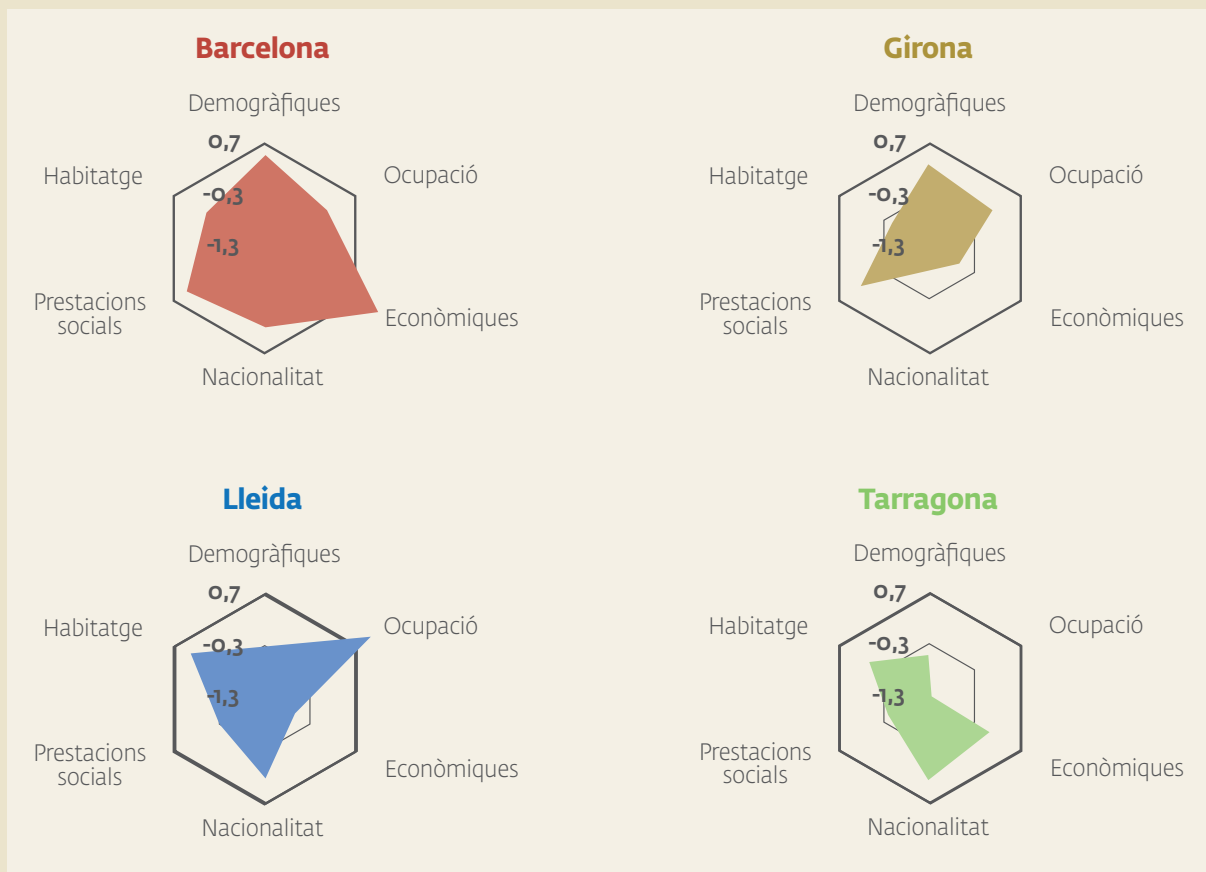 Barcelona
Demogràfiques
0,7
Habitatge
Ocupació
-0,3
-1,3
Prestacions
socials
Econòmiques
Nacionalitat
Girona
Demogràfiques
0,7
Habitatge
Ocupació
-0,3
-1,3
Prestacions
socials
Econòmiques
Nacionalitat
Lleida
Demogràfiques
0,7
Habitatge
Ocupació
-0,3
-1,3
Prestacions
socials
Econòmiques
Nacionalitat
Tarragona
Demogràfiques
0,7
Habitatge
Ocupació
-0,3
-1,3
Prestacions
socials
Econòmiques
Nacionalitat